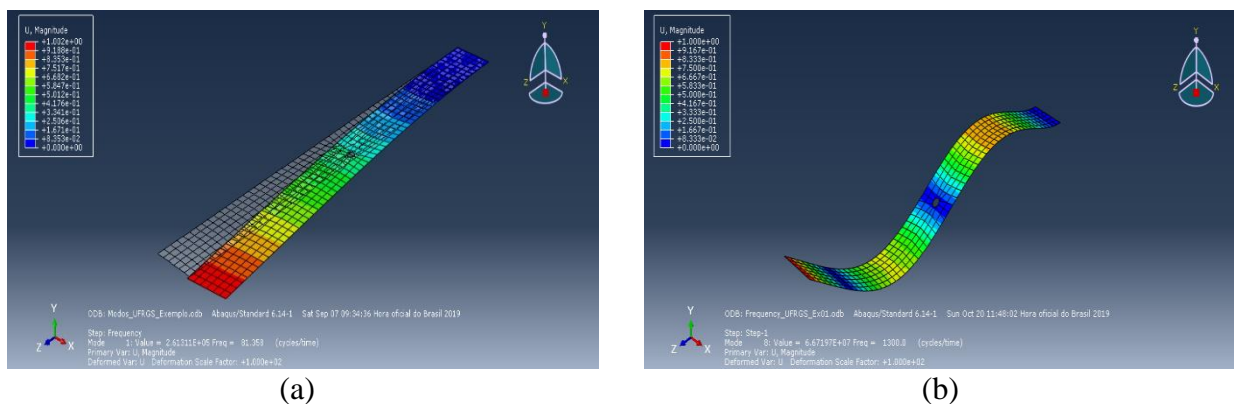 U, Magnitude
+1.002e+00
+9.188e-01
+8.353e-01
+7.517e-01
+6.682e-01
+5.847e-01
+5.012e-01
+4.176e-01
+3.341e-01
+2.506e-01
+1.671e-01
+8.353e-02
+0.000e+00
Y
Z
X
Y
Z
X
ODB: Modos_UFRGS_Exemplo.odb Abaqus/Standard 6.14-1 Sat Sep 07 09:34:36 Hora oficial do Brasil 2019
Step: Frequency
Mode 1: Value = 2.61311E+05 Freq = 81.358 (cycles/time)
Primary Var: U, Magnitude
Deformed Var: U Deformation Scale Factor: +1.000e+02
(a)
U, Magnitude
+1.000e+00
+9.167e-01
+8.333e-01
+7.500e-01
+6.667e-01
+5.833e-01
+5.000e-01
+4.167e-01
+3.333e-01
+2.500e-01
+1.667e-01
+8.333e-02
+0.000e+00
Y
Z
X
Y
Z
X
ODB: Frequency_UFRGS_Ex01.odb Abaqus/Standard 6.14-1 Sun Oct 20 11:48:02 Hora oficial do Brasil 2019
Step: Step-1
Mode 8: Value = 6.67197E+07 Freq = 1300.0 (cycles/time)
Primary Var: U, Magnitude
Deformed Var: U Deformation Scale Factor: +1.000e+02
(b)